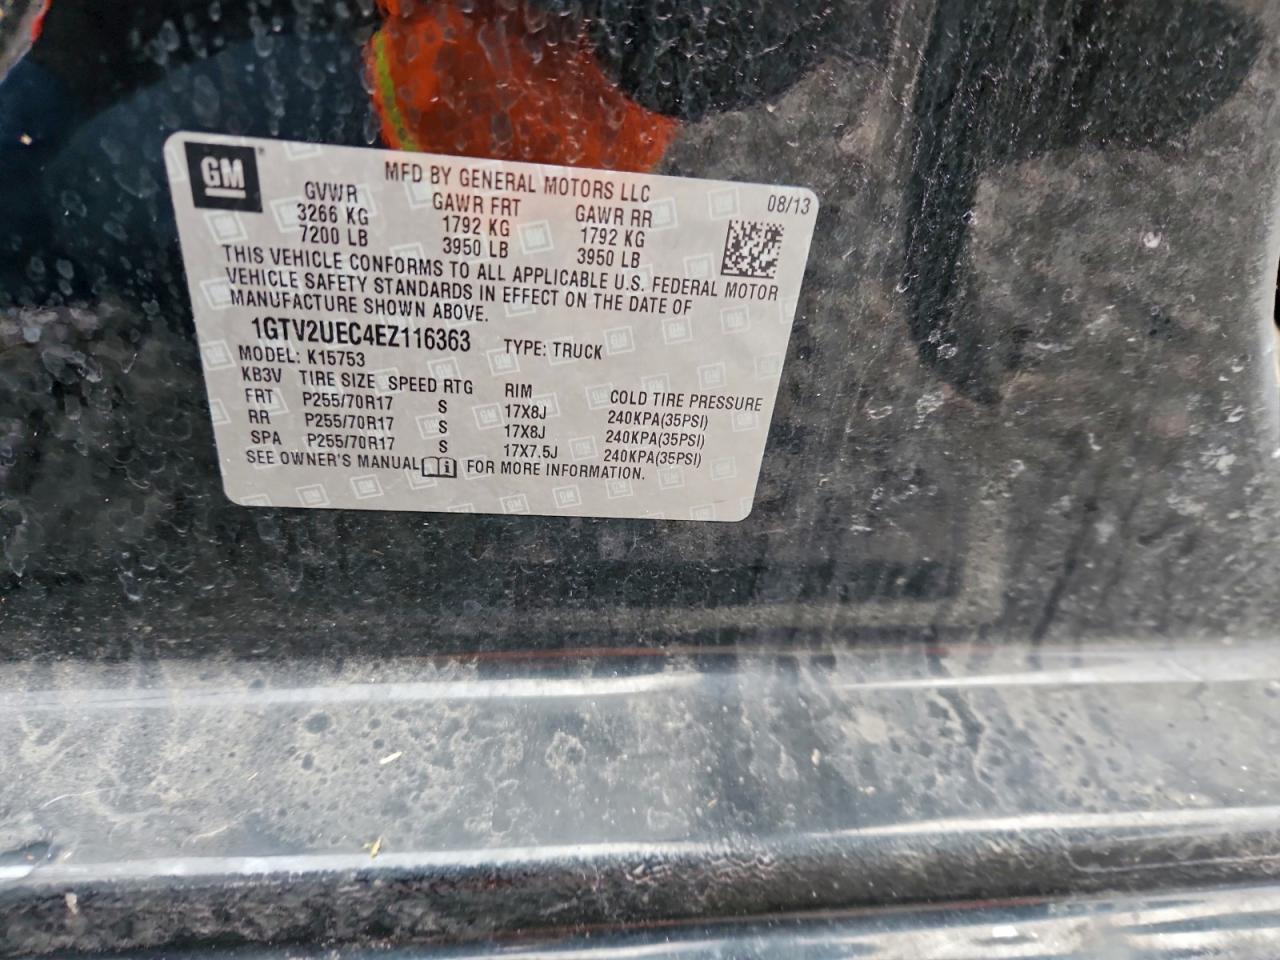 GM
MFD BY GENERAL MOTORS LLC
08/13
GVWR GAWR FRT GAWR RR
3266 KG 1792 KG 1792 KG
7200 LB 3950 LB 3950 LB
THIS VEHICLE CONFORMS TO ALL APPLICABLE U.S. FEDERAL MOTOR
VEHICLE SAFETY STANDARDS IN EFFECT ON THE DATE OF
MANUFACTURE SHOWN ABOVE.
1GTV2UEC4EZ116363 TYPE: TRUCK
MODEL: K15753
KB3V TIRE SIZE SPEED RTG RIM COLD TIRE PRESSURE
FRT P255/70R17 S 17X8J 240KPA(35PSI)
RR P255/70R17 S 17X8J 240KPA(35PSI)
SPA P255/70R17 S 17X7.5J 240KPA(35PSI)
SEE OWNER'S MANUAL i FOR MORE INFORMATION.